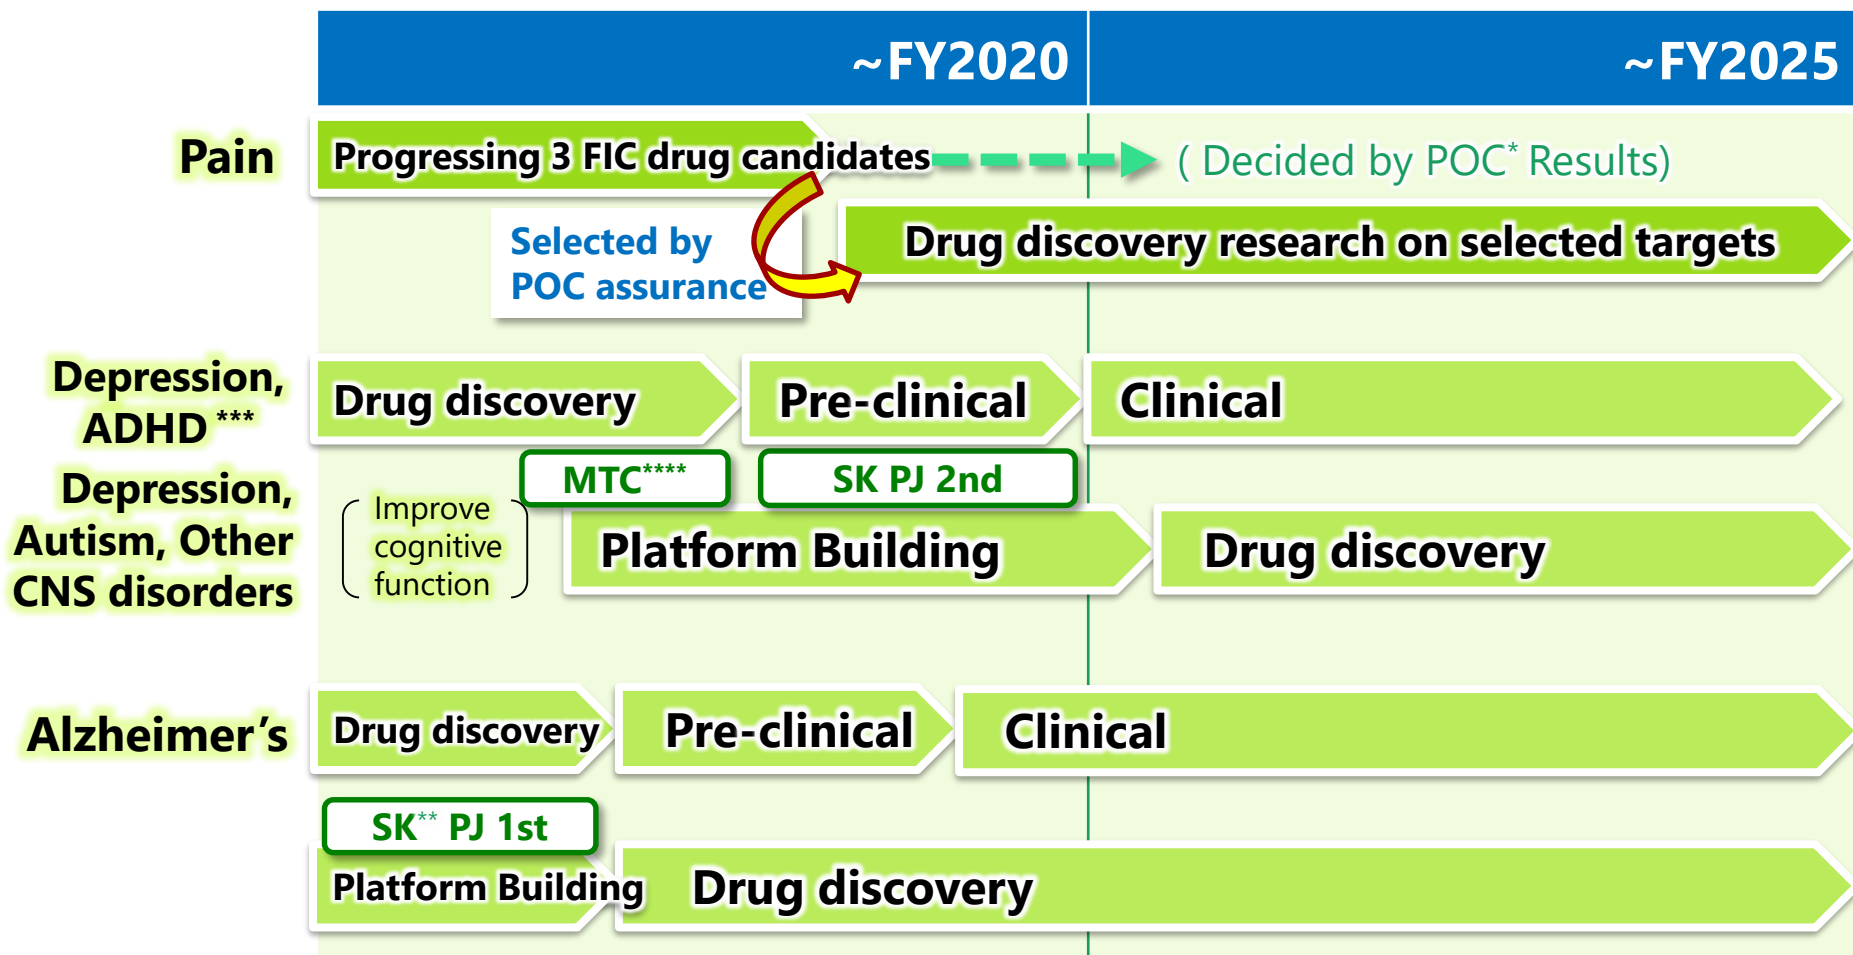 ~FY2020
~FY2025
Pain
Progressing 3 FIC drug candidates
( Decided by POC* Results)
Selected by
POC assurance
Drug discovery research on selected targets
Depression,
ADHD ***
Drug discovery
Pre-clinical
Clinical
MTC****
SK PJ 2nd
Depression,
Autism, Other
CNS disorders
Improve
cognitive
function
Platform Building
Drug discovery
Alzheimer’s
Drug discovery
Pre-clinical
Clinical
SK** PJ 1st
Platform Building
Drug discovery